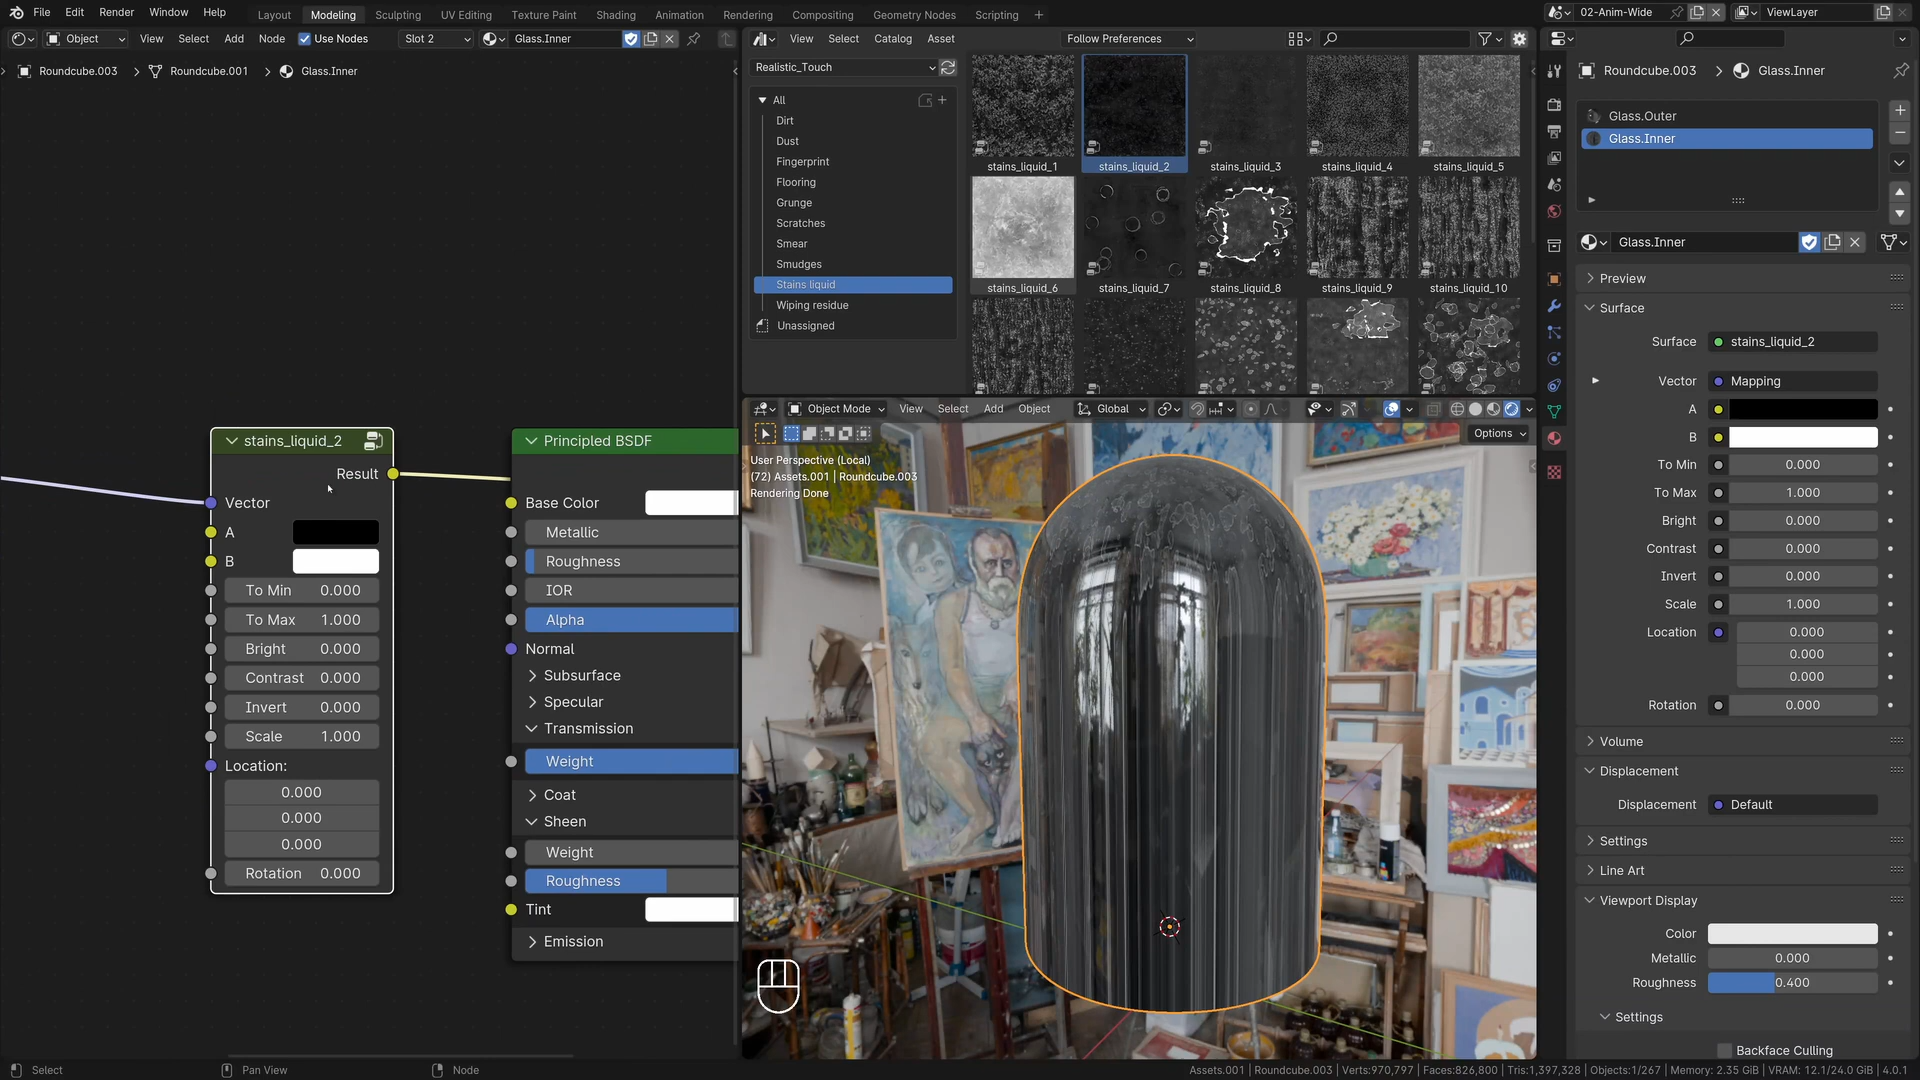 File Edit Render Window Help Layout Modeling Sculpting UV Editing Texture Paint Shading Animation Rendering Compositing Geometry Nodes Scripting + 02-Anim-Wide ViewLayer
Object View Select Add Node Use Nodes Slot 2 Glass.Inner
Roundcube.003 > Roundcube.001 > Glass.Inner
stains_liquid_2
Result
Vector
A
B
To Min 0.000
To Max 1.000
Bright 0.000
Contrast 0.000
Invert 0.000
Scale 1.000
Location:
0.000
0.000
0.000
Rotation 0.000
Principled BSDF
Base Color
Metallic
Roughness
IOR
Alpha
Normal
Subsurface
Specular
Transmission
Weight
Coat
Sheen
Weight
Roughness
Tint
Emission
View Select Catalog Asset Follow Preferences
Realistic_Touch
All
Dirt
Dust
Fingerprint
Flooring
Grunge
Scratches
Smear
Smudges
Stains liquid
Wiping residue
Unassigned
stains_liquid_1 stains_liquid_2 stains_liquid_3 stains_liquid_4 stains_liquid_5
stains_liquid_6 stains_liquid_7 stains_liquid_8 stains_liquid_9 stains_liquid_10
Object Mode View Select Add Object Global
Options
User Perspective (Local)
(72) Assets.001 | Roundcube.003
Rendering Done
Roundcube.003 > Glass.Inner
Glass.Outer
Glass.Inner
Glass.Inner
Preview
Surface
Surface stains_liquid_2
Vector Mapping
A
B
To Min 0.000
To Max 1.000
Bright 0.000
Contrast 0.000
Invert 0.000
Scale 1.000
Location 0.000
0.000
0.000
Rotation 0.000
Volume
Displacement
Displacement Default
Settings
Line Art
Viewport Display
Color
Metallic 0.000
Roughness 0.400
Settings
Backface Culling
Select Pan View Node Assets.001 | Roundcube.003 | Verts:970,797 | Faces:826,800 | Tris:1,397,328 | Objects:1/267 | Memory: 2.35 GiB | VRAM: 12.1/24.0 GiB | 4.0.1